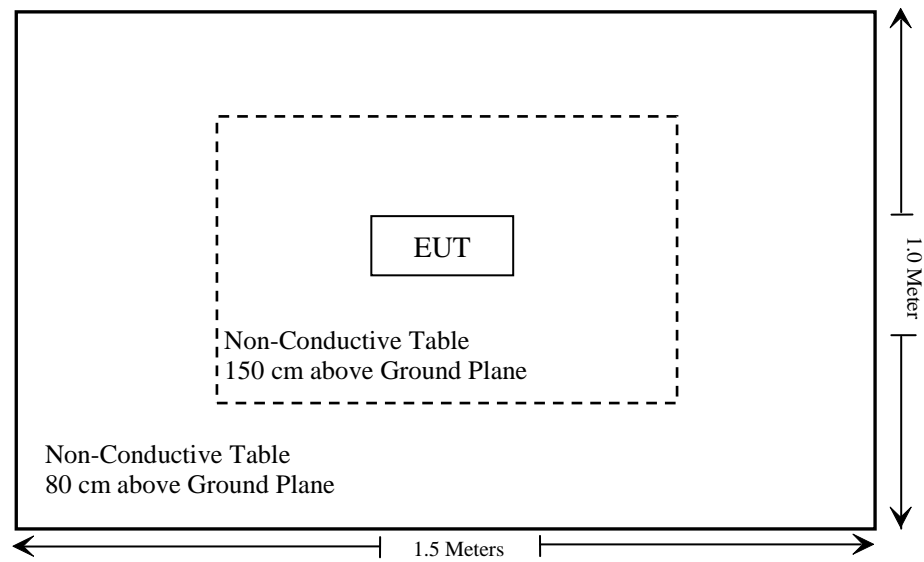 EUT
1.0 Meter
Non-Conductive Table
150 cm above Ground Plane
Non-Conductive Table
80 cm above Ground Plane
1.5 Meters